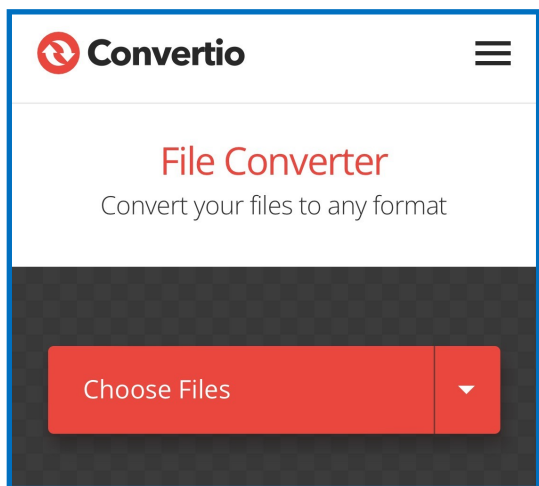 Convertio
File Converter
Convert your files to any format
Choose Files